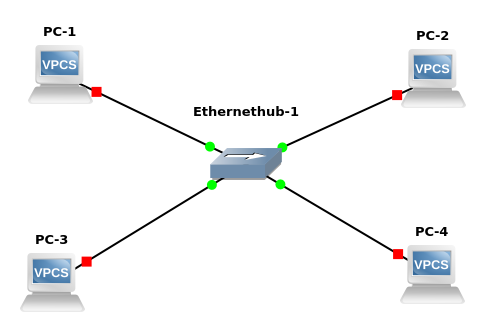 PC-1
VPCS
PC-2
VPCS
Ethernethub-1
PC-3
VPCS
PC-4
VPCS